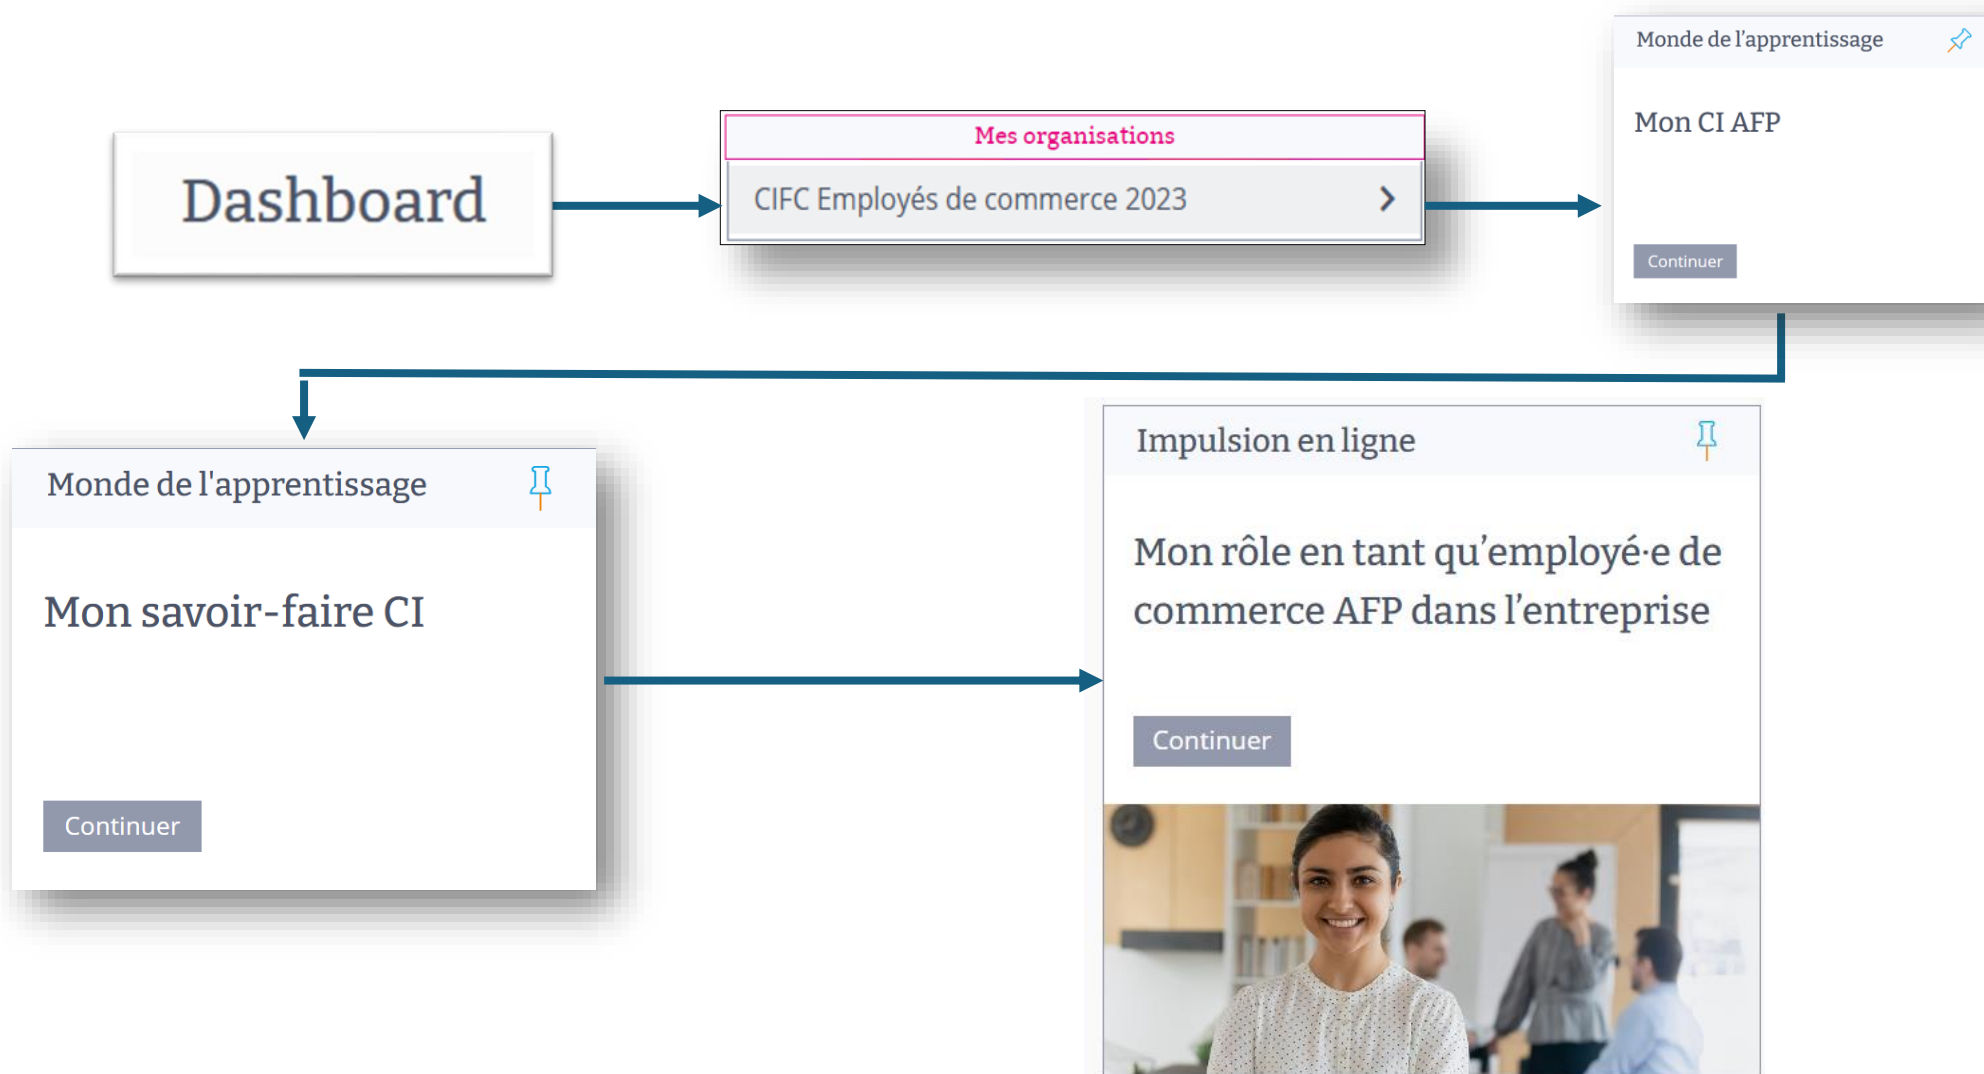 Dashboard
Mes organisations
CIFC Employés de commerce 2023
Monde de l’apprentissage
Mon CI AFP
Continuer
Monde de l'apprentissage
Mon savoir-faire CI
Continuer
Impulsion en ligne
Mon rôle en tant qu’employé·e de
commerce AFP dans l’entreprise
Continuer